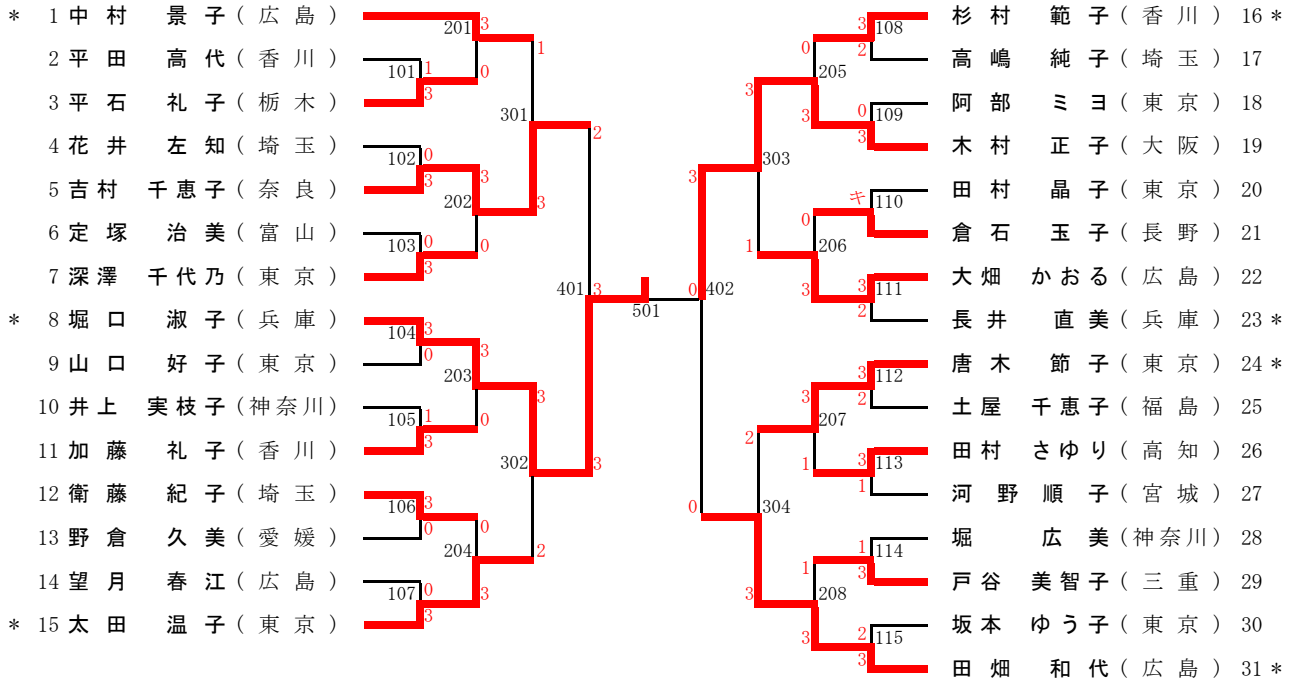 * 1 中村 景子 ( 広島 )
2 平田 高代 ( 香川 )
3 平石 礼子 ( 栃木 )
4 花井 左知 ( 埼玉 )
5 吉村 千恵子 ( 奈良 )
6 定塚 治美 ( 富山 )
7 深澤 千代乃 ( 東京 )
* 8 堀口 淑子 ( 兵庫 )
9 山口 好子 ( 東京 )
10 井上 実枝子 (神奈川)
11 加藤 礼子 ( 香川 )
12 衛藤 紀子 ( 埼玉 )
13 野倉 久美 ( 愛媛 )
14 望月 春江 ( 広島 )
* 15 太田 温子 ( 東京 )
101 1 3
102 0 3
103 0 3
104 3 0
105 1 3
106 3 0
107 0 3
201 3 0
202 3 0
203 3 0
204 0 3
301 1 3
302 3 2
401 2 3
501 3 0
402 3 0
303 3 1
304 2 3
205 0 3
206 0 3
207 3 1
208 1 3
108 3 2
109 0 3
110 キ
111 3 2
112 3 2
113 3 1
114 1 3
115 2 3
杉村 範子 ( 香川 ) 16 *
高嶋 純子 ( 埼玉 ) 17
阿部 ミヨ ( 東京 ) 18
木村 正子 ( 大阪 ) 19
田村 晶子 ( 東京 ) 20
倉石 玉子 ( 長野 ) 21
大畑 かおる ( 広島 ) 22
長井 直美 ( 兵庫 ) 23 *
唐木 節子 ( 東京 ) 24 *
土屋 千恵子 ( 福島 ) 25
田村 さゆり ( 高知 ) 26
河野順子 ( 宮城 ) 27
堀 広美 (神奈川) 28
戸谷 美智子 ( 三重 ) 29
坂本 ゆう子 ( 東京 ) 30
田畑 和代 ( 広島 ) 31 *